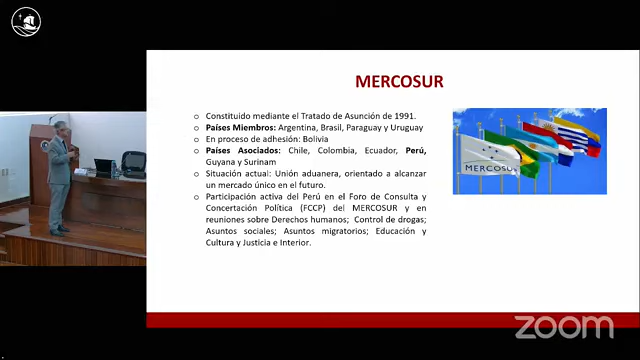 MERCOSUR
o Constituido mediante el Tratado de Asunción de 1991.
o Países Miembros: Argentina, Brasil, Paraguay y Uruguay
o En proceso de adhesión: Bolivia
o Países Asociados: Chile, Colombia, Ecuador, Perú,
Guyana y Surinam
o Situación actual: Unión aduanera, orientado a alcanzar
un mercado único en el futuro.
o Participación activa del Perú en el Foro de Consulta y
Concertación Política (FCCP) del MERCOSUR y en
reuniones sobre Derechos humanos; Control de drogas;
Asuntos sociales; Asuntos migratorios; Educación y
Cultura y Justicia e Interior.
MERCOSUR
zoom